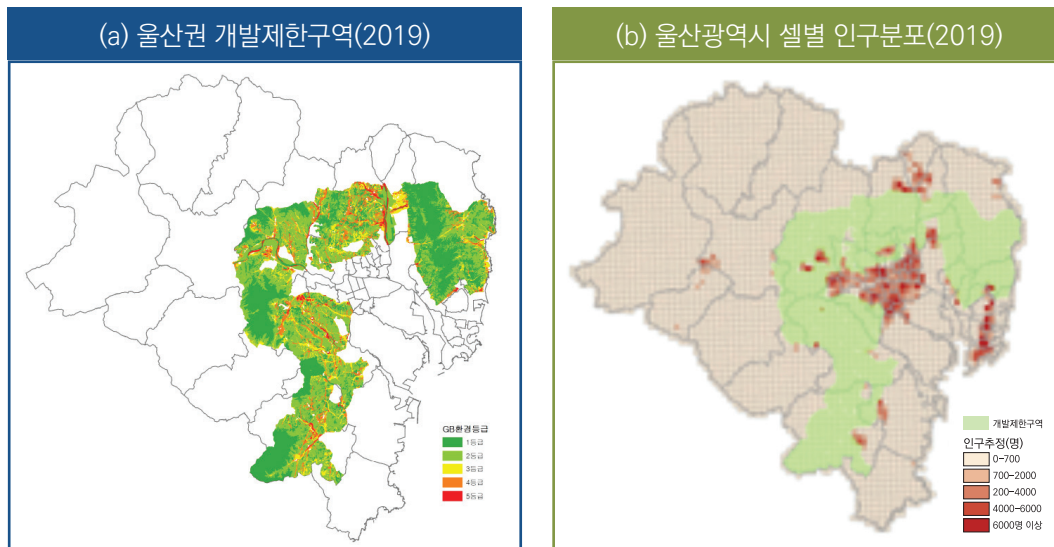 (a) 울산권 개발제한구역(2019)
GB환경등급
1등급
2등급
3등급
4등급
5등급
(b) 울산광역시 셀별 인구분포(2019)
개발제한구역
인구추정(명)
0-700
700-2000
200-4000
4000-6000
6000명 이상